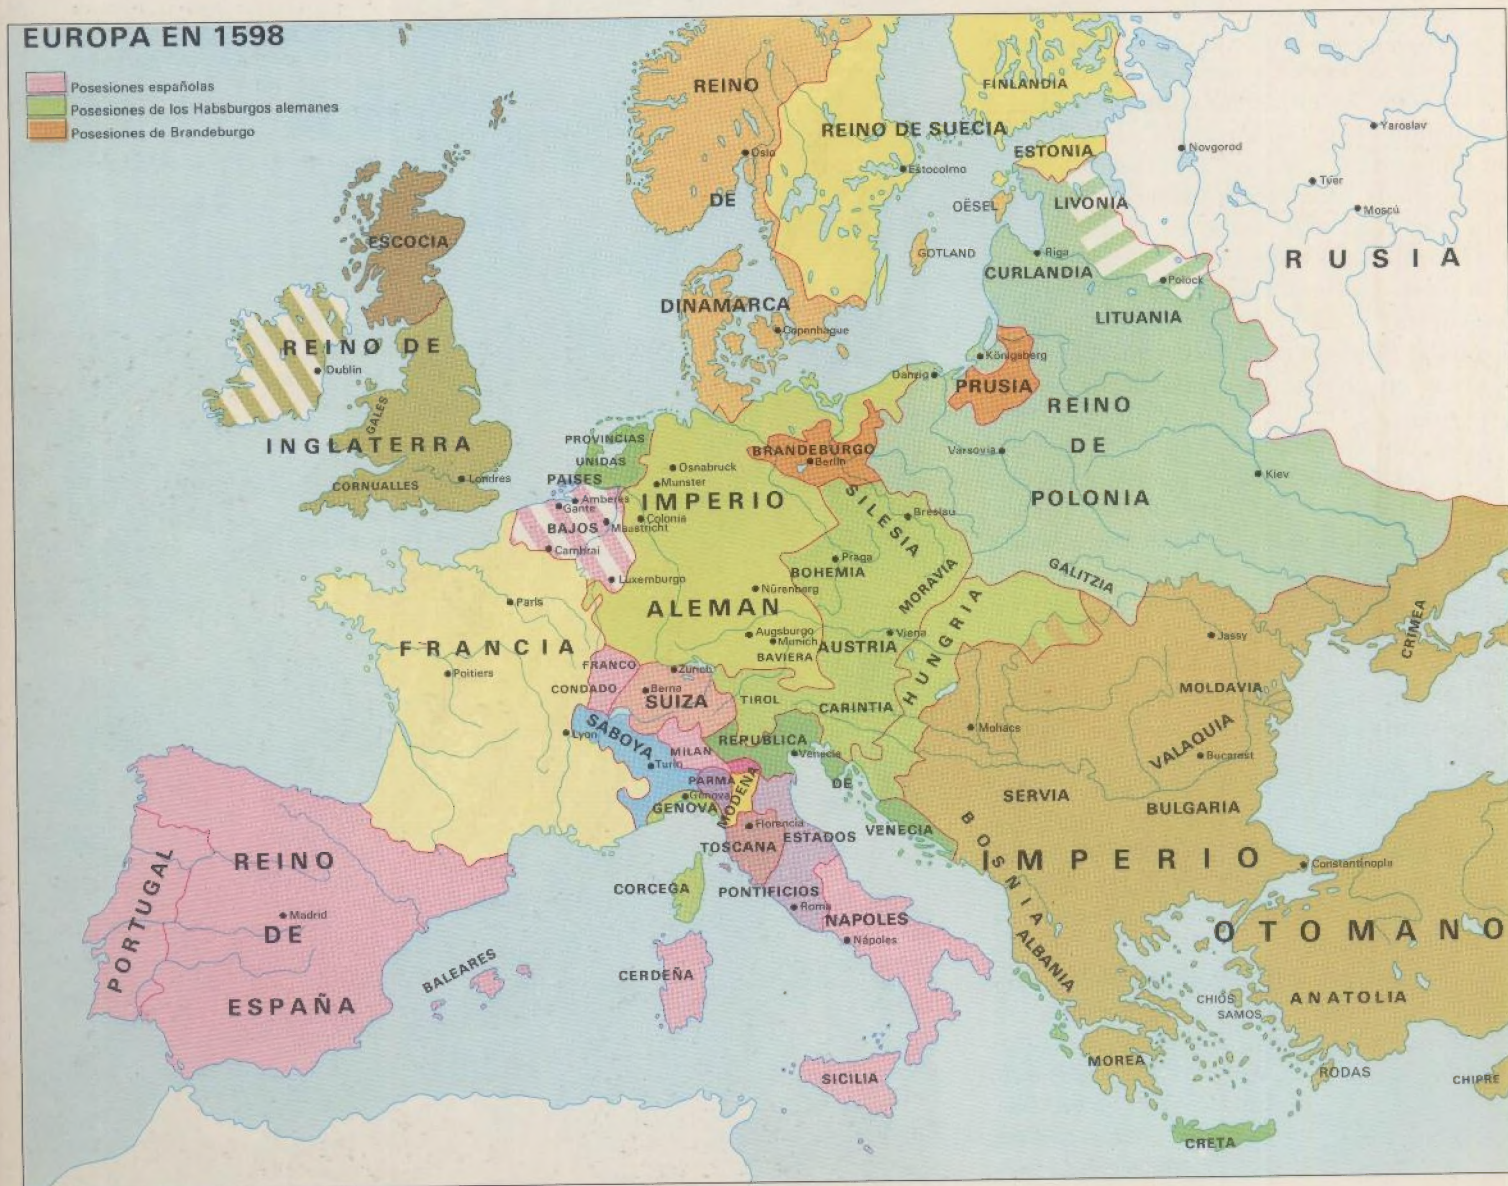 EUROPA EN 1598
Posesiones españolas
Posesiones de los Habsburgos alemanes
Posesiones de Brandeburgo
REINO
DE
DINAMARCA
Oslo
Copenhague
REINO DE SUECIA
Estocolmo
FINLANDIA
ESTONIA
OËSEL
GOTLAND
LIVONIA
Riga
CURLANDIA
Polock
LITUANIA
Novgorod
Yaroslav
Tver
Moscú
RUSIA
ESCOCIA
REINO DE
INGLATERRA
Dublin
GALES
CORNUALLES
Londres
PROVINCIAS
UNIDAS
PAISES
BAJOS
Amberes
Gante
Maastricht
Cambrai
Luxemburgo
Osnabruck
Munster
Colonia
IMPERIO
ALEMAN
Nürenberg
Augsburgo
Munich
BAVIERA
BRANDEBURGO
Berlin
Danzig
Königsberg
PRUSIA
REINO
DE
POLONIA
Varsovia
Kiev
GALITZIA
SILESIA
Breslau
Praga
BOHEMIA
MORAVIA
AUSTRIA
Viena
HUNGRIA
TIROL
CARINTIA
FRANCIA
Paris
Poitiers
Lyon
FRANCO
CONDADO
Zurich
Berna
SUIZA
SABOYA
Turin
MILAN
REPUBLICA
DE
VENECIA
Venecia
PARMA
MODENA
Génova
GENOVA
Florencia
TOSCANA
ESTADOS
PONTIFICIOS
Roma
CORCEGA
CERDEÑA
NAPOLES
Nápoles
SICILIA
PORTUGAL
REINO
DE
ESPAÑA
Madrid
BALEARES
Mohacs
Jassy
MOLDAVIA
VALAQUIA
Bucarest
CRIMEA
SERVIA
BULGARIA
BOSNIA
ALBANIA
IMPERIO
OTOMANO
Constantinopla
ANATOLIA
CHIOS
SAMOS
MOREA
RODAS
CHIPRE
CRETA